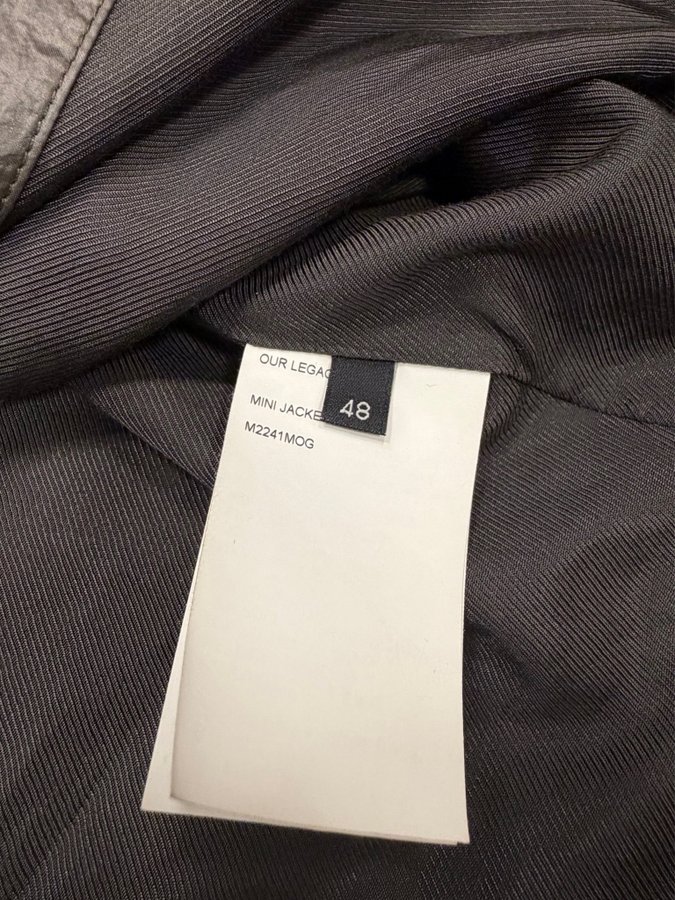 OUR LEGAC
MINI JACKE
48
M2241MOG